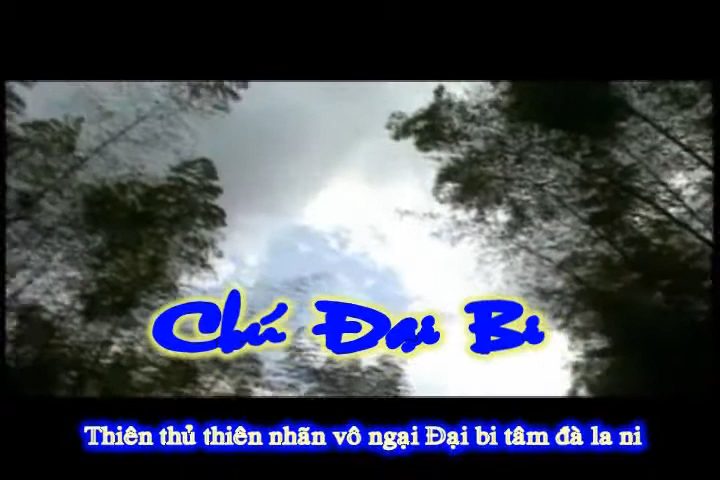 Chú Đại Bi
Thiên thủ thiên nhãn vô ngại Đại bi tâm đà la ni